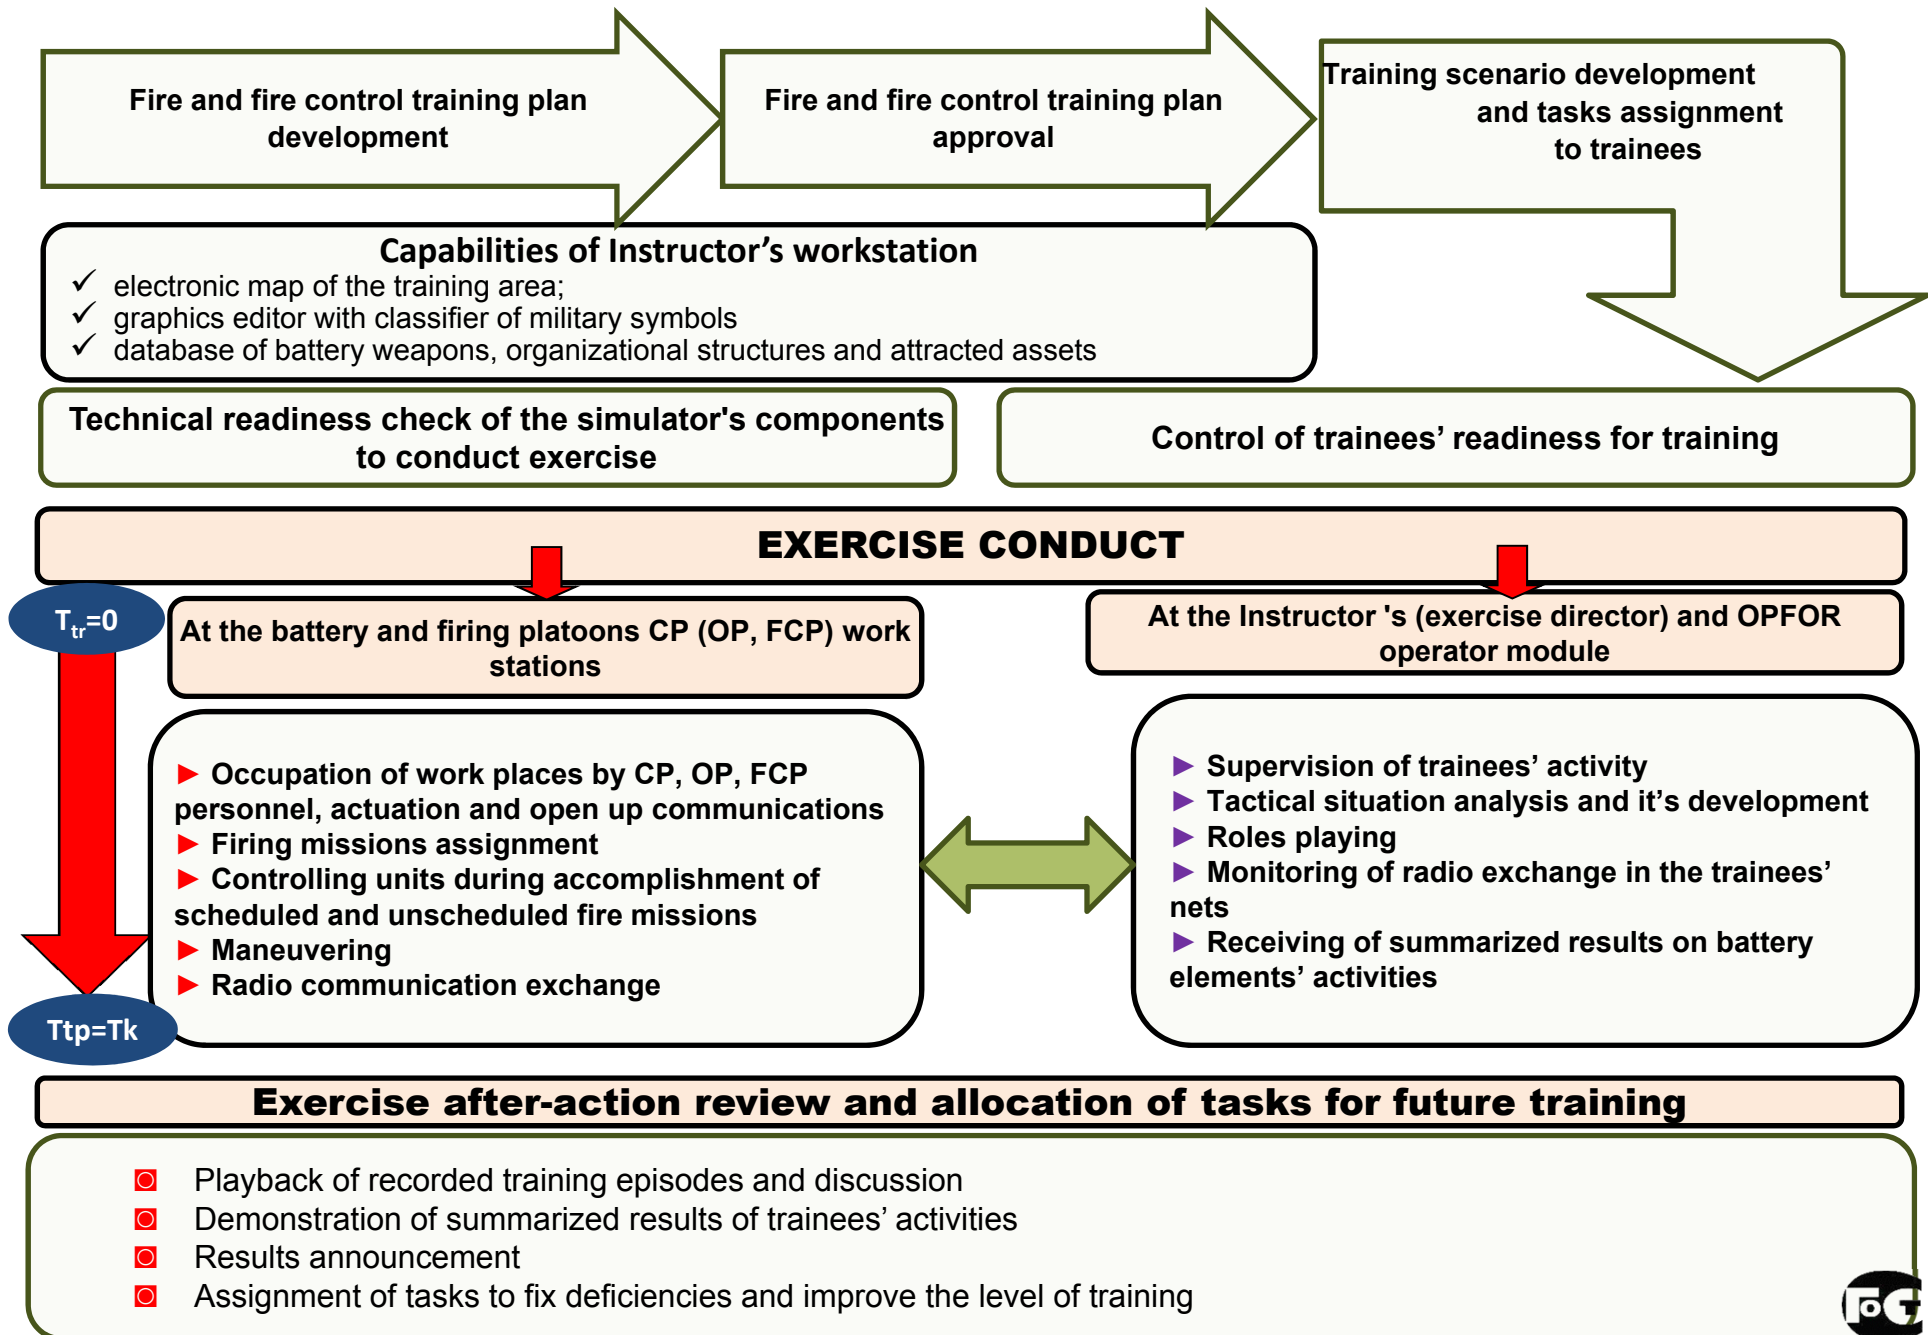 Fire and fire control training plan
development
Fire and fire control training plan
approval
Training scenario development
and tasks assignment
to trainees
Capabilities of Instructor’s workstation
✓ electronic map of the training area;
✓ graphics editor with classifier of military symbols
✓ database of battery weapons, organizational structures and attracted assets
Technical readiness check of the simulator's components
to conduct exercise
Control of trainees’ readiness for training
EXERCISE CONDUCT
Ttr=0
At the battery and firing platoons CP (OP, FCP) work
stations
At the Instructor 's (exercise director) and OPFOR
operator module
► Occupation of work places by CP, OP, FCP
personnel, actuation and open up communications
► Firing missions assignment
► Controlling units during accomplishment of
scheduled and unscheduled fire missions
► Maneuvering
► Radio communication exchange
► Supervision of trainees’ activity
► Tactical situation analysis and it’s development
► Roles playing
► Monitoring of radio exchange in the trainees’
nets
► Receiving of summarized results on battery
elements’ activities
Ttp=Tk
Exercise after-action review and allocation of tasks for future training
Playback of recorded training episodes and discussion
Demonstration of summarized results of trainees’ activities
Results announcement
Assignment of tasks to fix deficiencies and improve the level of training